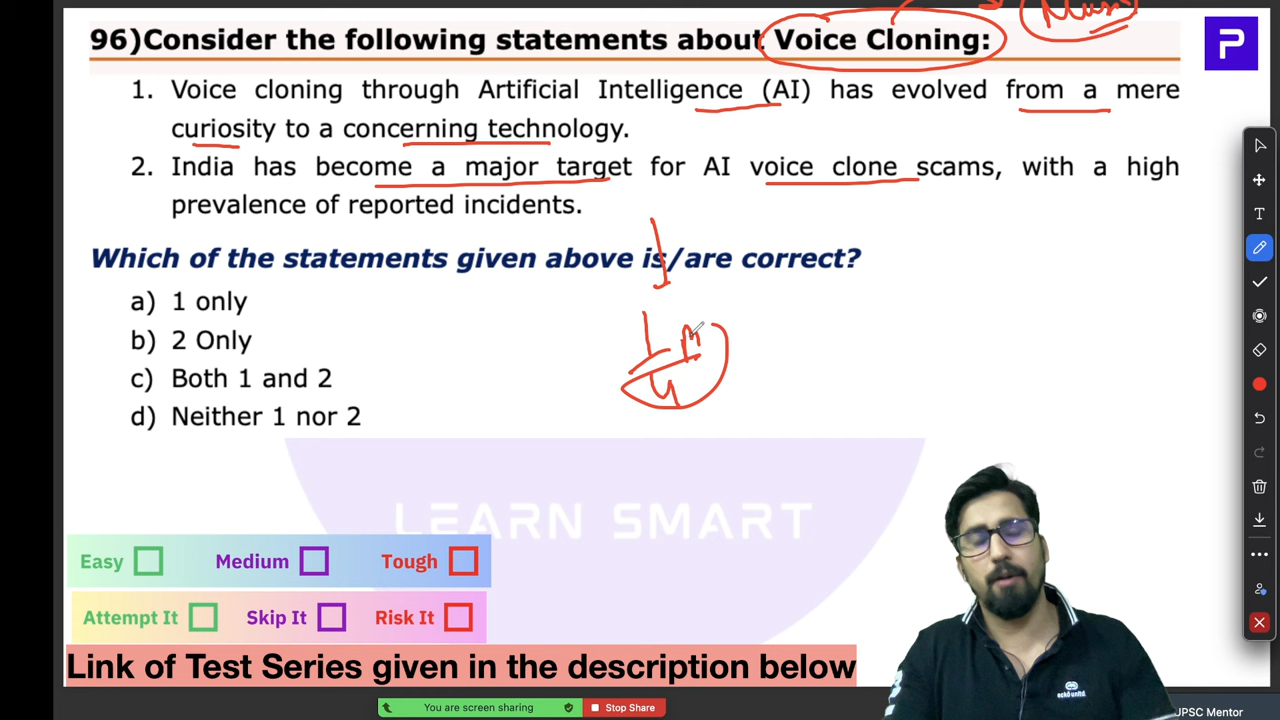 96)Consider the following statements about Voice Cloning:
1. Voice cloning through Artificial Intelligence (AI) has evolved from a mere
curiosity to a concerning technology.
2. India has become a major target for AI voice clone scams, with a high
prevalence of reported incidents.
Which of the statements given above is/are correct?
a) 1 only
b) 2 Only
c) Both 1 and 2
d) Neither 1 nor 2
LEARN SMART
Easy Medium Tough
Attempt It Skip It Risk It
Link of Test Series given in the description below
You are screen sharing Stop Share
JPSC Mentor